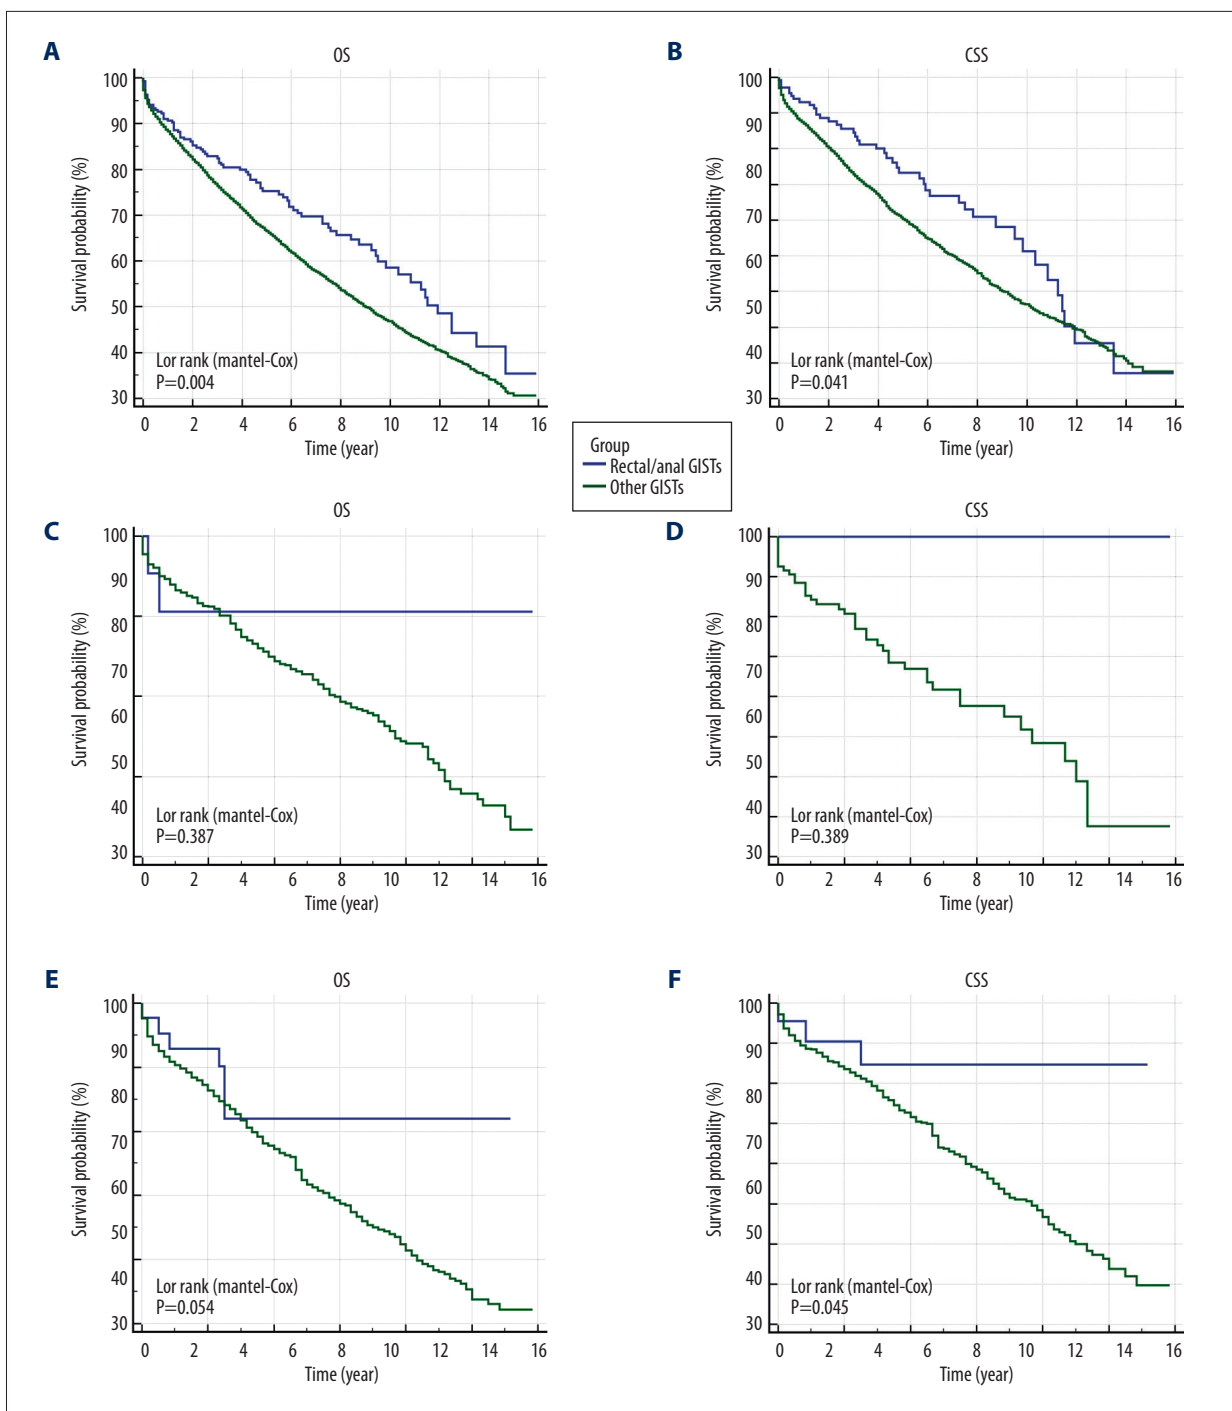 A
OS
100
90
80
70
60
50
40
30
Survival probability (%)
Lor rank (mantel-Cox)
P=0.004
0 2 4 6 8 10 12 14 16
Time (year)
B
CSS
100
90
80
70
60
50
40
30
Survival probability (%)
Lor rank (mantel-Cox)
P=0.041
0 2 4 6 8 10 12 14 16
Time (year)
Group
Rectal/anal GISTs
Other GISTs
C
OS
100
90
80
70
60
50
40
30
Survival probability (%)
Lor rank (mantel-Cox)
P=0.387
0 2 4 6 8 10 12 14 16
Time (year)
D
CSS
100
90
80
70
60
50
40
30
Survival probability (%)
Lor rank (mantel-Cox)
P=0.389
0 2 4 6 8 10 12 14 16
Time (year)
E
OS
100
90
80
70
60
50
40
30
Survival probability (%)
Lor rank (mantel-Cox)
P=0.054
0 2 4 6 8 10 12 14 16
Time (year)
F
CSS
100
90
80
70
60
50
40
30
Survival probability (%)
Lor rank (mantel-Cox)
P=0.045
0 2 4 6 8 10 12 14 16
Time (year)